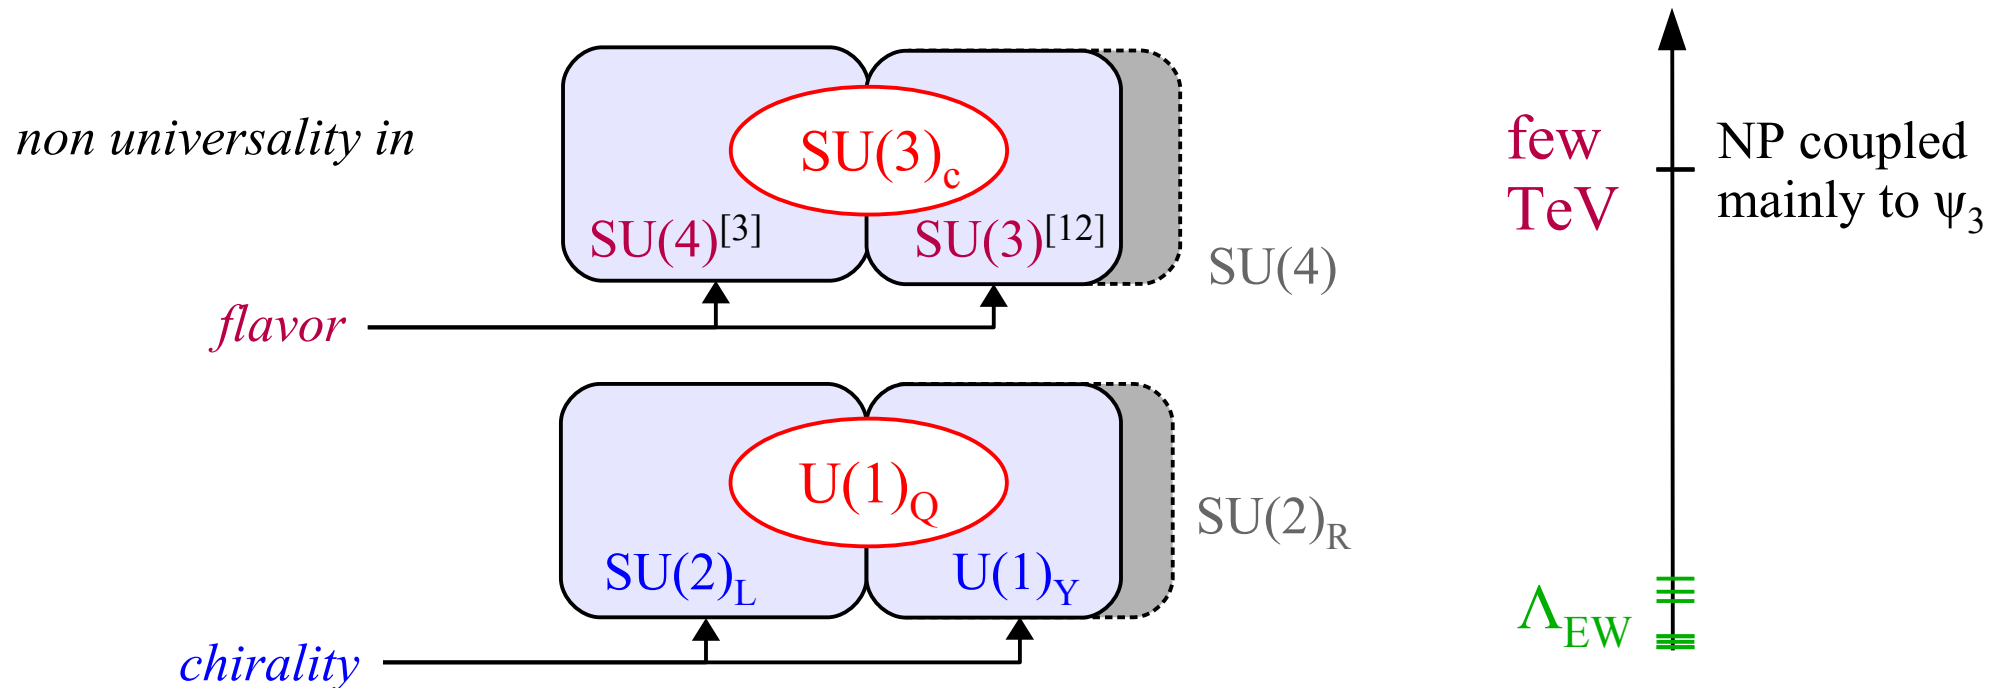 non universality in
SU(3)c
SU(4)[3]
SU(3)[12]
SU(4)
flavor
U(1)Q
SU(2)L
U(1)Y
SU(2)R
chirality
few
TeV
NP coupled
mainly to ψ3
ΛEW